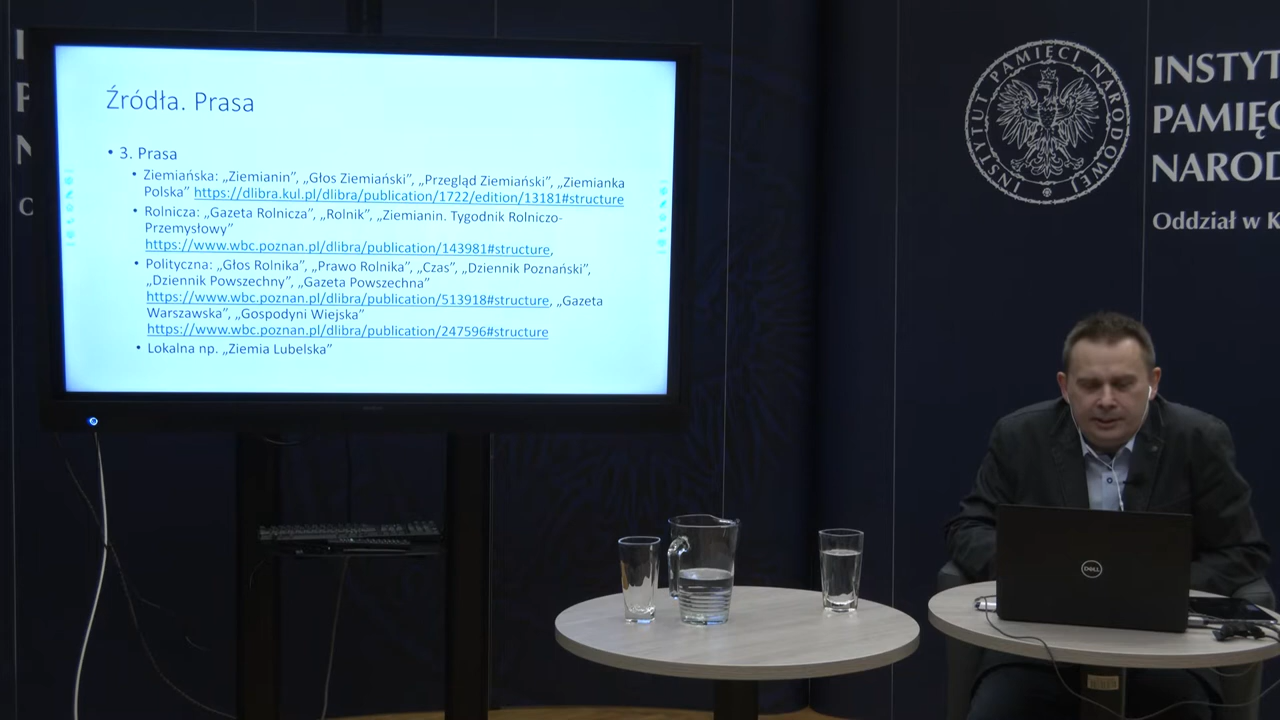 Źródła. Prasa
• 3. Prasa
• Ziemiańska: „Ziemianin”, „Głos Ziemiański”, „Przegląd Ziemiański”, „Ziemianka
Polska” https://dlibra.kul.pl/dlibra/publication/1722/edition/13181#structure
• Rolnicza: „Gazeta Rolnicza”, „Rolnik”, „Ziemianin. Tygodnik Rolniczo-
Przemysłowy”
https://www.wbc.poznan.pl/dlibra/publication/143981#structure,
• Polityczna: „Głos Rolnika”, „Prawo Rolnika”, „Czas”, „Dziennik Poznański”,
„Dziennik Powszechny”, „Gazeta Powszechna”
https://www.wbc.poznan.pl/dlibra/publication/513918#structure, „Gazeta
Warszawska”, „Gospodyni Wiejska”
https://www.wbc.poznan.pl/dlibra/publication/247596#structure
• Lokalna np. „Ziemia Lubelska”
INSTYTUT PAMIĘCI NARODOWEJ
INSTYT
PAMIĘC
NAROD
Oddział w K
DELL